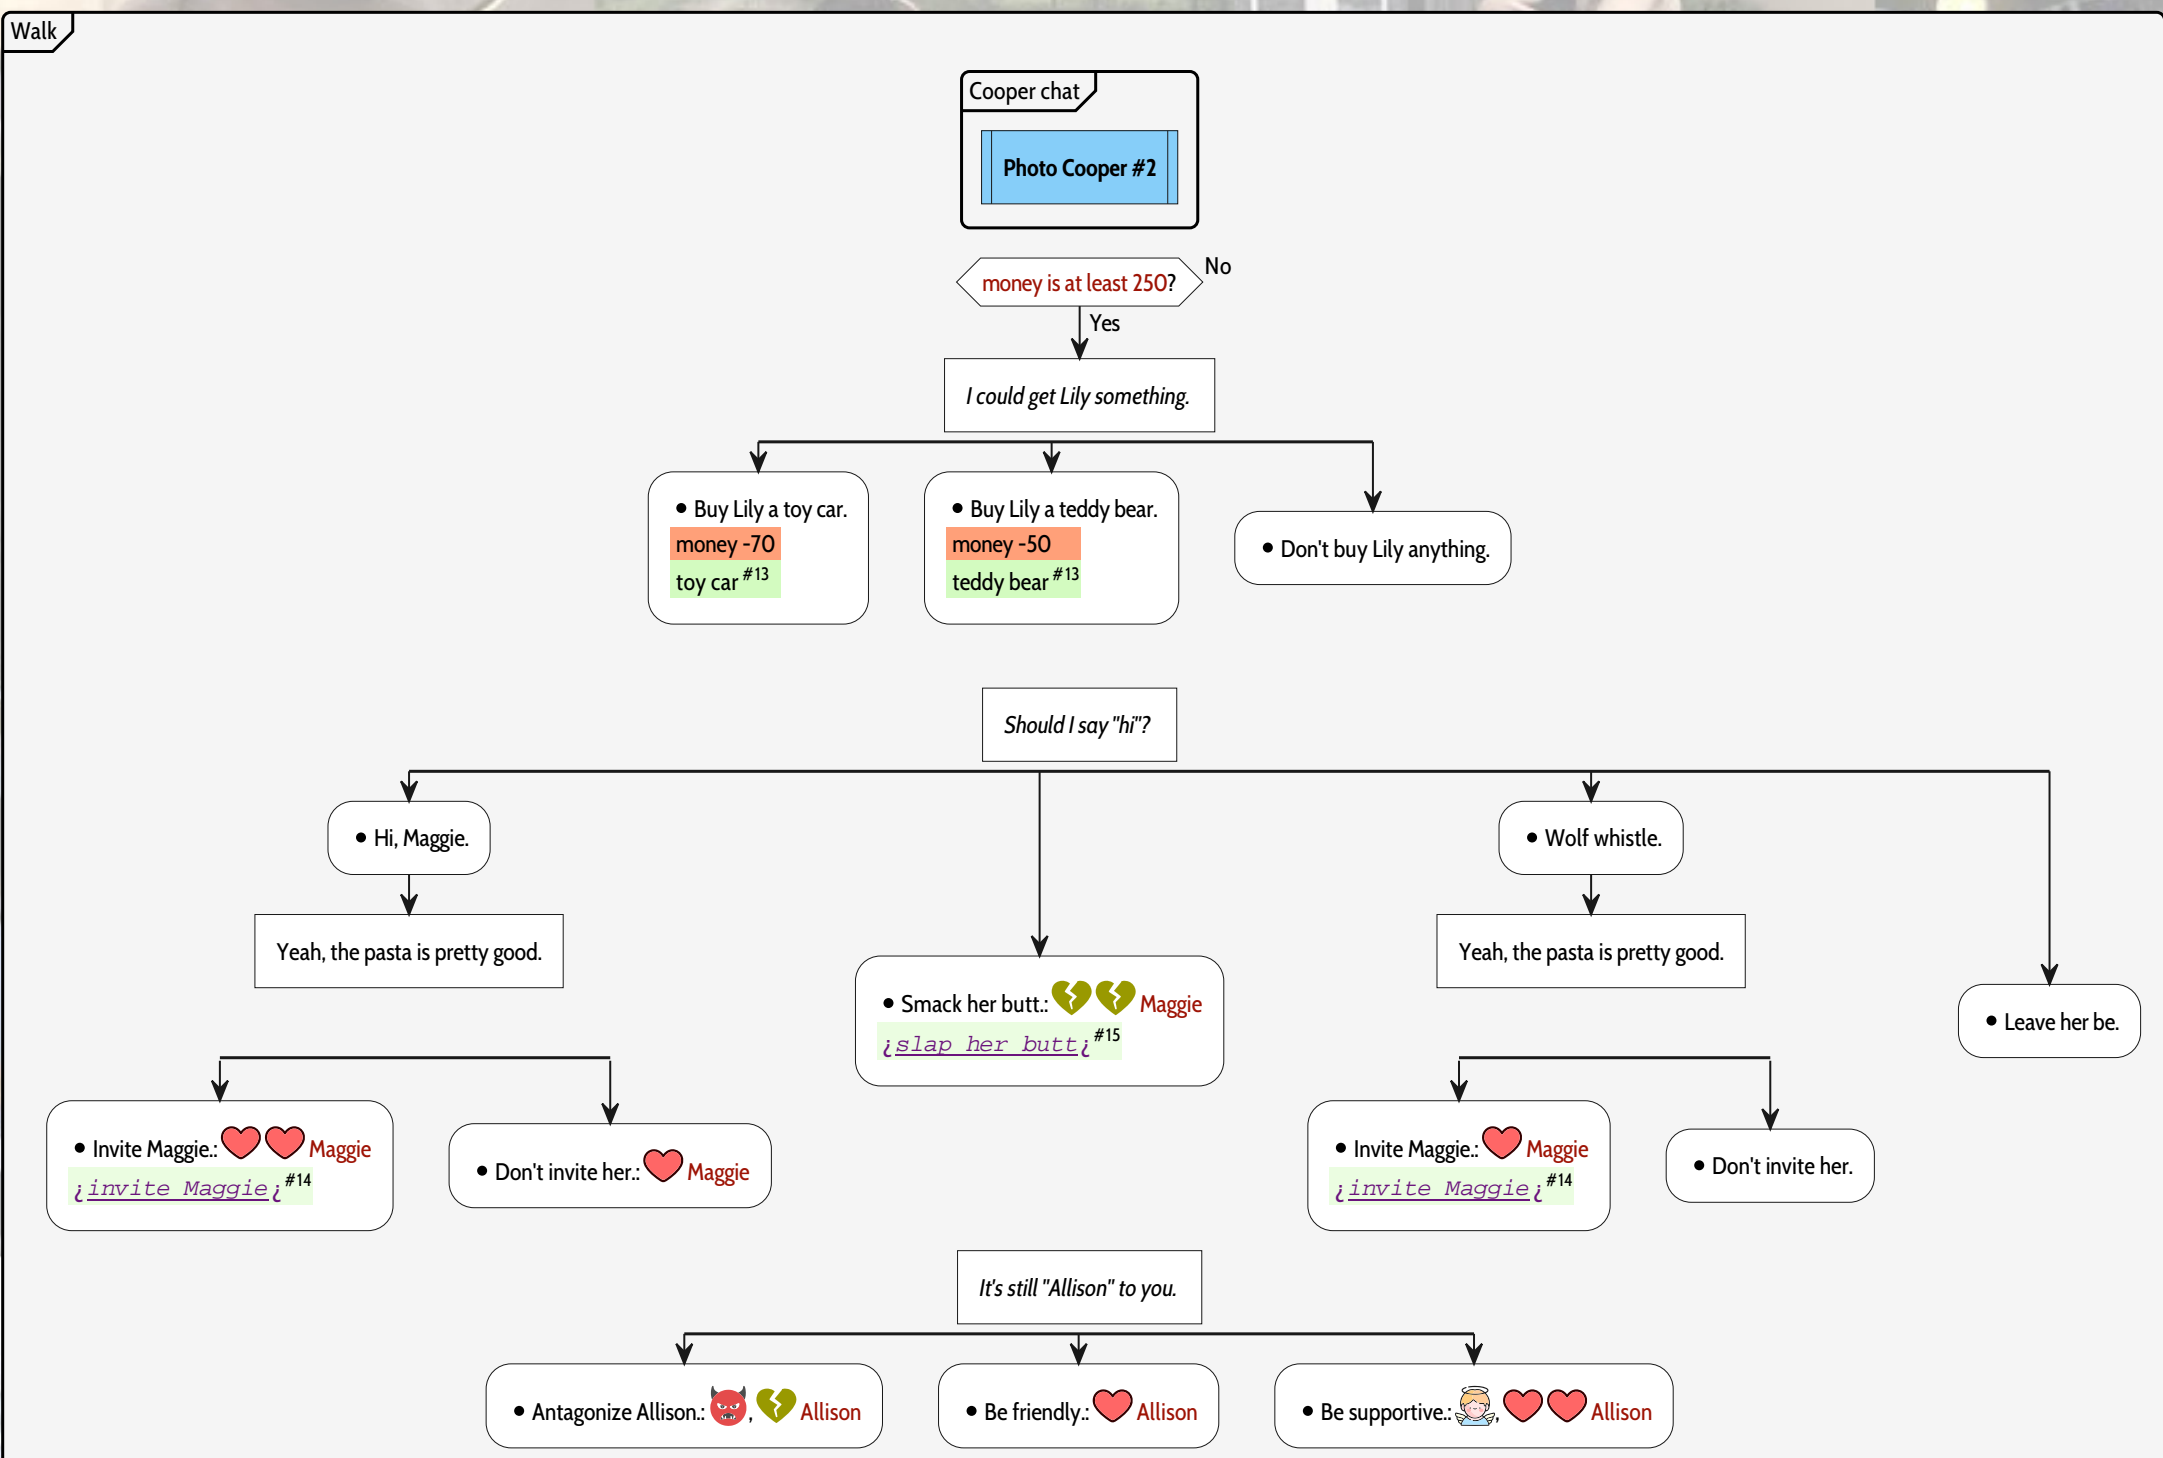 Walk
Cooper chat
Photo Cooper #2
money is at least 250?
No
Yes
I could get Lily something.
• Buy Lily a toy car.
money -70
toy car #13
• Buy Lily a teddy bear.
money -50
teddy bear #13
• Don't buy Lily anything.
Should I say "hi"?
• Hi, Maggie.
Yeah, the pasta is pretty good.
• Invite Maggie.: Maggie
¿invite Maggie¿ #14
• Don't invite her.: Maggie
• Smack her butt.: Maggie
¿slap her butt¿ #15
• Wolf whistle.
Yeah, the pasta is pretty good.
• Invite Maggie.: Maggie
¿invite Maggie¿ #14
• Don't invite her.
• Leave her be.
It's still "Allison" to you.
• Antagonize Allison.: , Allison
• Be friendly.: Allison
• Be supportive.: , Allison